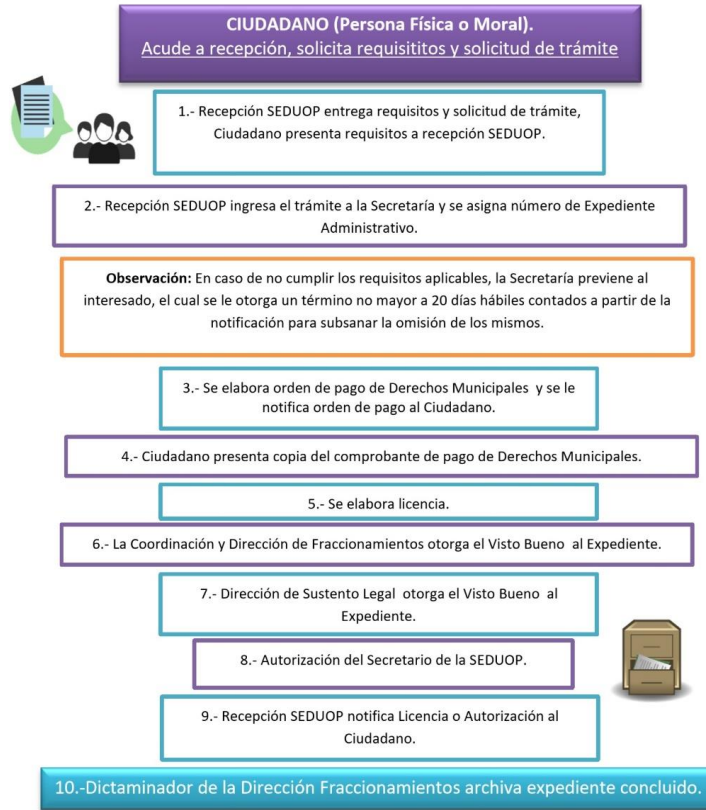 CIUDADANO (Persona Física o Moral).
Acude a recepción, solicita requisititos y solicitud de trámite
1.- Recepción SEDUOP entrega requisitos y solicitud de trámite,
Ciudadano presenta requisitos a recepción SEDUOP.
2.- Recepción SEDUOP ingresa el trámite a la Secretaría y se asigna número de Expediente
Administrativo.
Observación: En caso de no cumplir los requisitos aplicables, la Secretaría previene al
interesado, el cual se le otorga un término no mayor a 20 días hábiles contados a partir de la
notificación para subsanar la omisión de los mismos.
3.- Se elabora orden de pago de Derechos Municipales y se le
notifica orden de pago al Ciudadano.
4.- Ciudadano presenta copia del comprobante de pago de Derechos Municipales.
5.- Se elabora licencia.
6.- La Coordinación y Dirección de Fraccionamientos otorga el Visto Bueno al Expediente.
7.- Dirección de Sustento Legal otorga el Visto Bueno al
Expediente.
8.- Autorización del Secretario de la SEDUOP.
9.- Recepción SEDUOP notifica Licencia o Autorización al
Ciudadano.
10.-Dictaminador de la Dirección Fraccionamientos archiva expediente concluido.